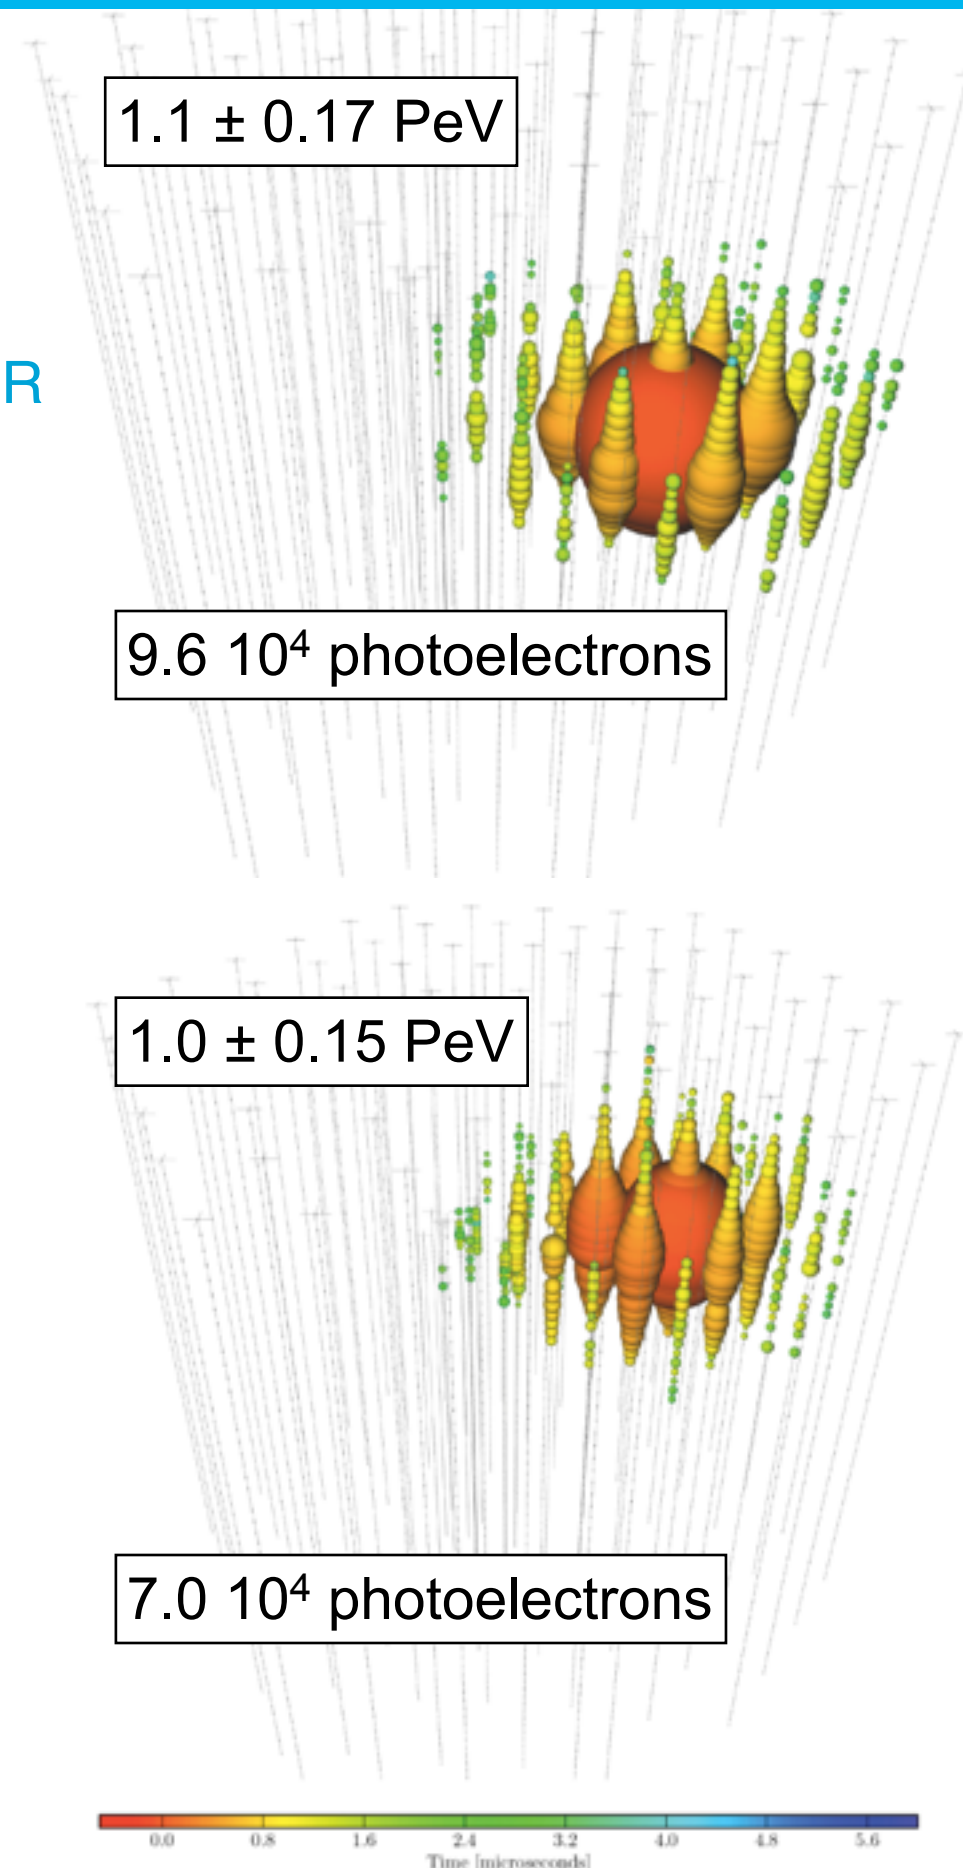 1.1 ± 0.17 PeV
R
9.6 10⁴ photoelectrons
1.0 ± 0.15 PeV
7.0 10⁴ photoelectrons
0.0 0.8 1.6 2.4 3.2 4.0 4.8 5.6
Time [microseconds]